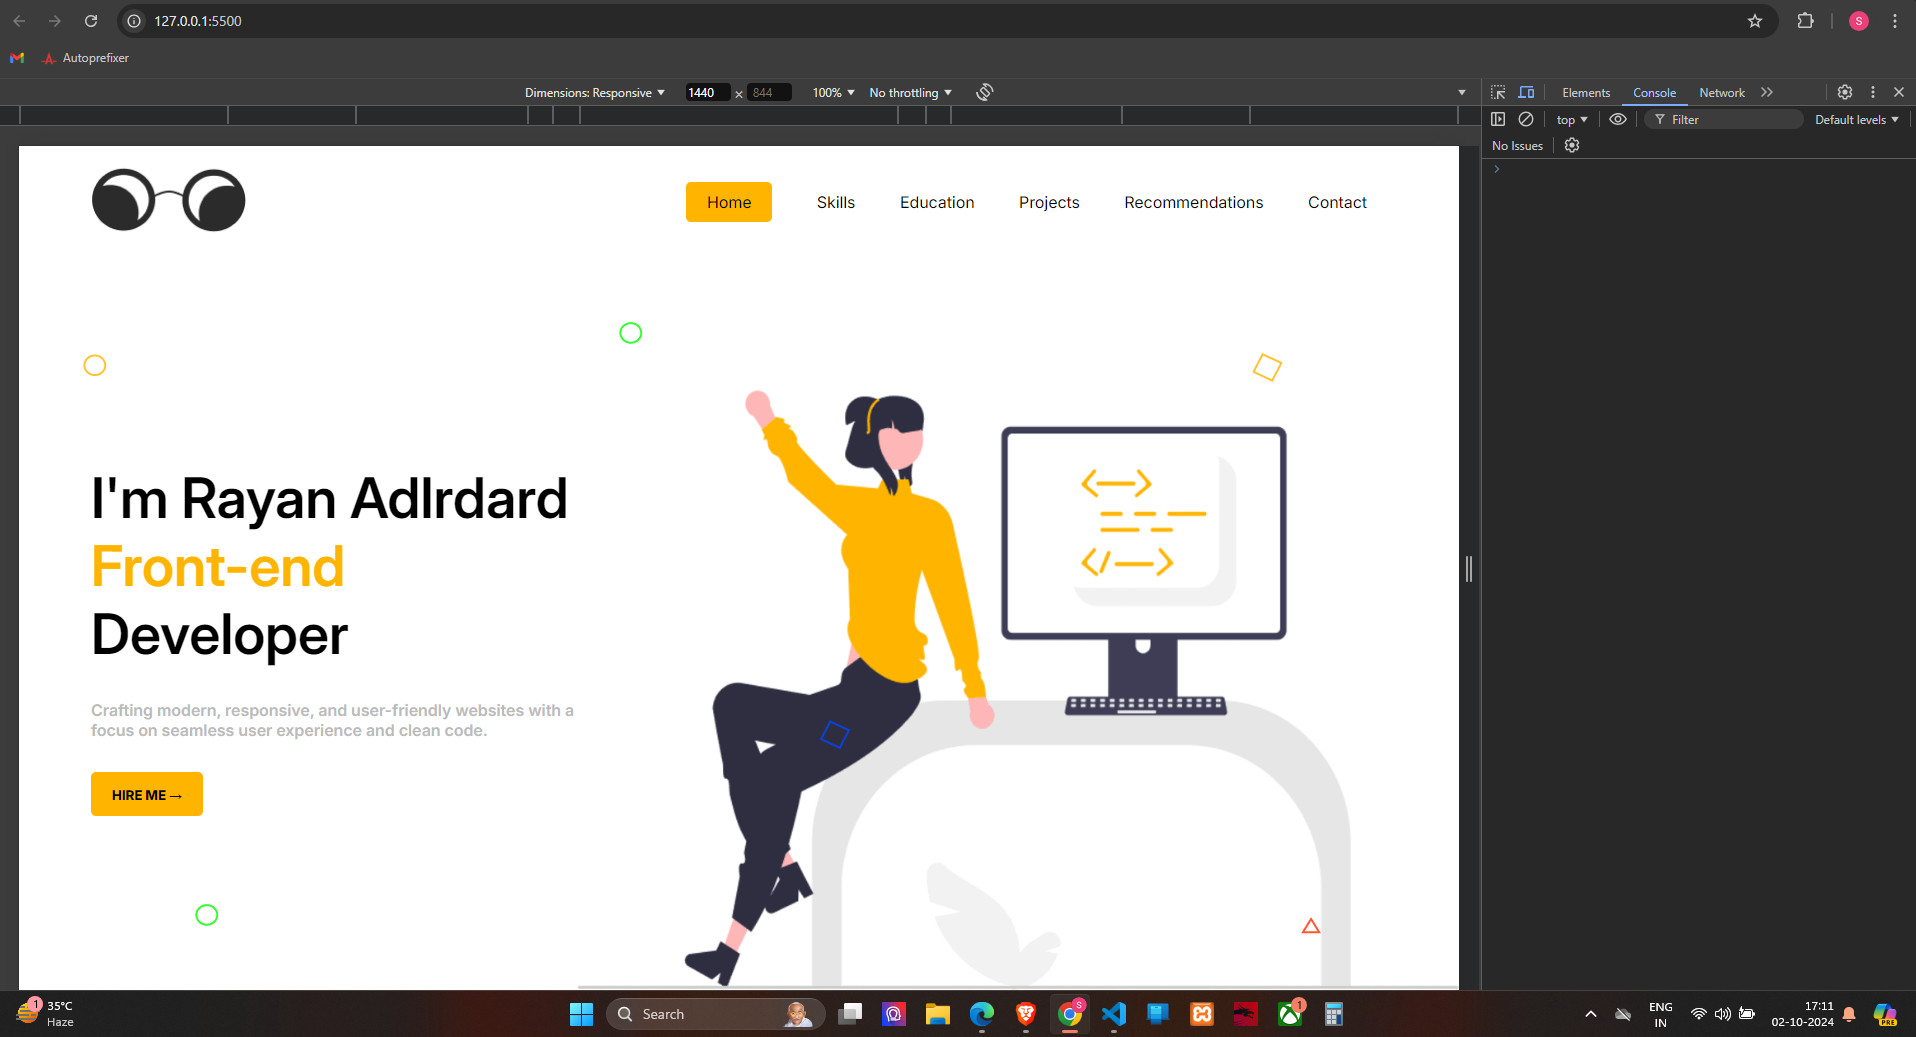 127.0.0.1:5500
Autoprefixer
Dimensions: Responsive
1440 × 844
100%
No throttling
Elements
Console
Network
top
Filter
Default levels
No Issues
Home
Skills
Education
Projects
Recommendations
Contact
I'm Rayan Adlrdard
Front-end
Developer
Crafting modern, responsive, and user-friendly websites with a
focus on seamless user experience and clean code.
HIRE ME →
1
35°C
Haze
Search
S
1
ENG
IN
17:11
02-10-2024
PRE